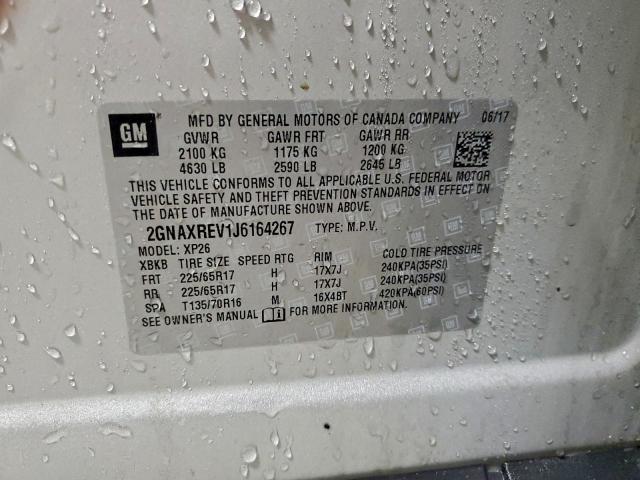 GM
MFD BY GENERAL MOTORS OF CANADA COMPANY 06/17
GVWR GAWR FRT GAWR RR
2100 KG 1175 KG 1200 KG
4630 LB 2590 LB 2645 LB
THIS VEHICLE CONFORMS TO ALL APPLICABLE U.S. FEDERAL MOTOR
VEHICLE SAFETY AND THEFT PREVENTION STANDARDS IN EFFECT ON
THE DATE OF MANUFACTURE SHOWN ABOVE.
2GNAXREV1J6164267 TYPE: M.P.V.
MODEL: XP26
XBKB TIRE SIZE SPEED RTG RIM COLD TIRE PRESSURE
FRT 225/65R17 H 17X7J 240KPA(35PSI)
RR 225/65R17 H 17X7J 240KPA(35PSI)
SPA T135/70R16 M 16X4BT 420KPA(60PSI)
SEE OWNER'S MANUAL FOR MORE INFORMATION.